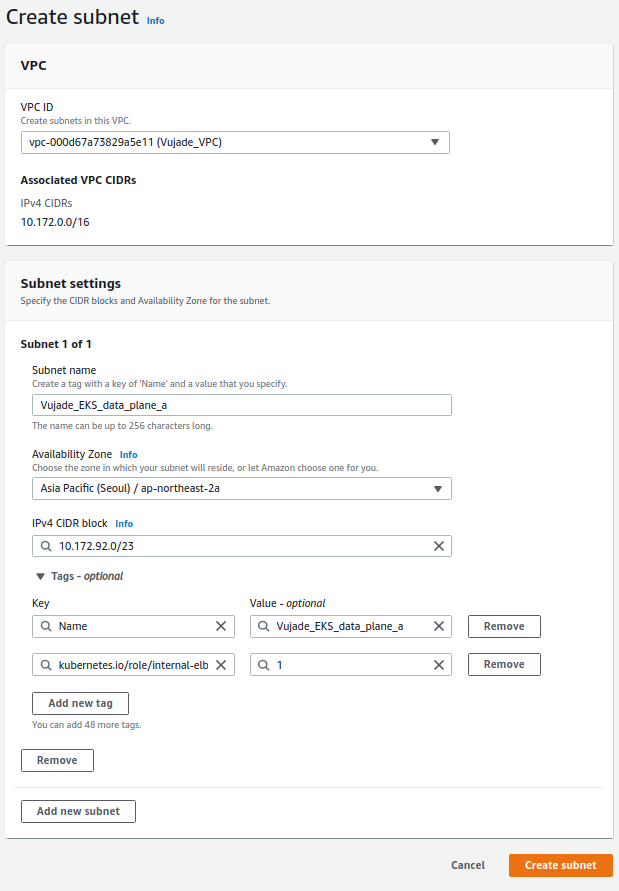 Create subnet Info
VPC
VPC ID
Create subnets in this VPC.
vpc-000d67a73829a5e11 (Vujade_VPC)
Associated VPC CIDRs
IPv4 CIDRs
10.172.0.0/16
Subnet settings
Specify the CIDR blocks and Availability Zone for the subnet.
Subnet 1 of 1
Subnet name
Create a tag with a key of 'Name' and a value that you specify.
Vujade_EKS_data_plane_a
The name can be up to 256 characters long.
Availability Zone Info
Choose the zone in which your subnet will reside, or let Amazon choose one for you.
Asia Pacific (Seoul) / ap-northeast-2a
IPv4 CIDR block Info
10.172.92.0/23
Tags - optional
Key Value - optional
Name Vujade_EKS_data_plane_a Remove
kubernetes.io/role/internal-elb 1 Remove
Add new tag
You can add 48 more tags.
Remove
Add new subnet
Cancel Create subnet